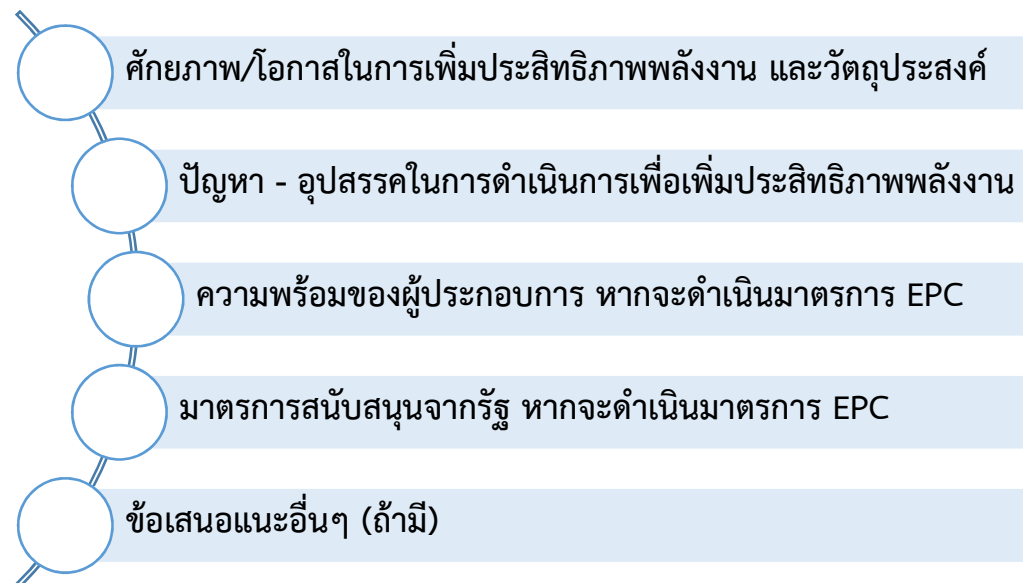 ศักยภาพ/โอกาสในการเพิ่มประสิทธิภาพพลังงาน และวัตถุประสงค์
ปัญหา - อุปสรรคในการดำเนินการเพื่อเพิ่มประสิทธิภาพพลังงาน
ความพร้อมของผู้ประกอบการ หากจะดำเนินมาตรการ EPC
มาตรการสนับสนุนจากรัฐ หากจะดำเนินมาตรการ EPC
ข้อเสนอแนะอื่นๆ (ถ้ามี)